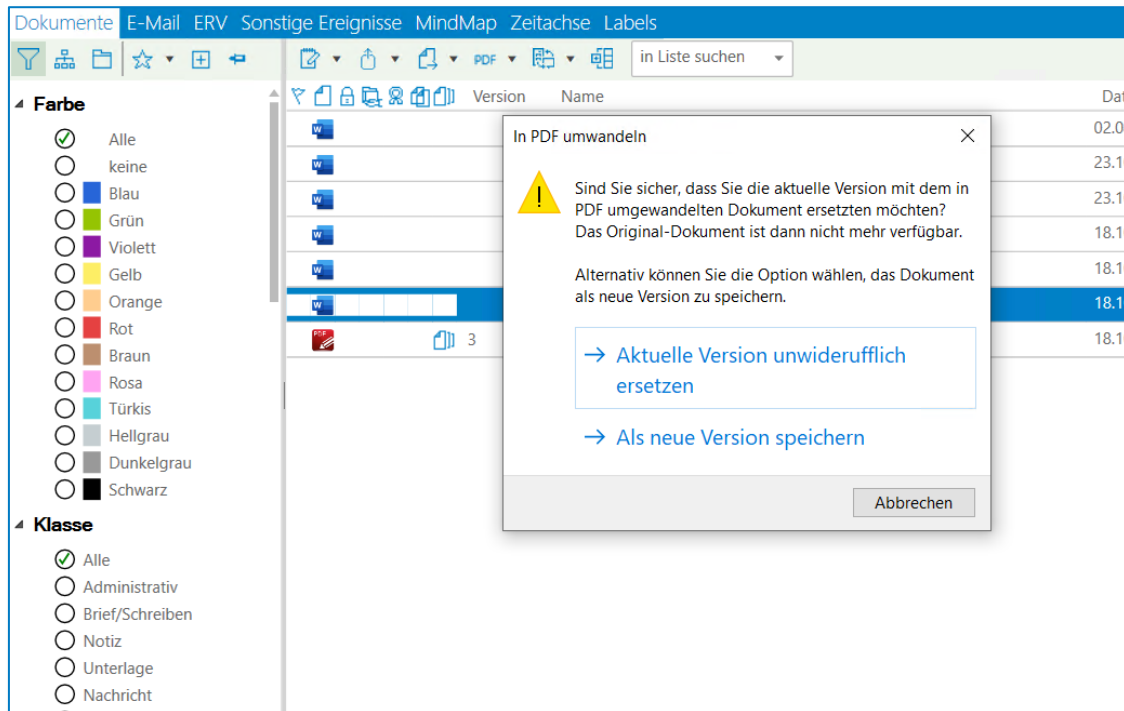 Dokumente E-Mail ERV Sonstige Ereignisse MindMap Zeitachse Labels
PDF in Liste suchen
Version Name Dat
Farbe
Alle
keine
Blau
Grün
Violett
Gelb
Orange
Rot
Braun
Rosa
Türkis
Hellgrau
Dunkelgrau
Schwarz
Klasse
Alle
Administrativ
Brief/Schreiben
Notiz
Unterlage
Nachricht
W
W
W
W
W
W
PDF 3
02.0
23.1
23.1
18.1
18.1
18.1
18.1
In PDF umwandeln
Sind Sie sicher, dass Sie die aktuelle Version mit dem in
PDF umgewandelten Dokument ersetzten möchten?
Das Original-Dokument ist dann nicht mehr verfügbar.
Alternativ können Sie die Option wählen, das Dokument
als neue Version zu speichern.
Aktuelle Version unwiderufflich
ersetzen
Als neue Version speichern
Abbrechen